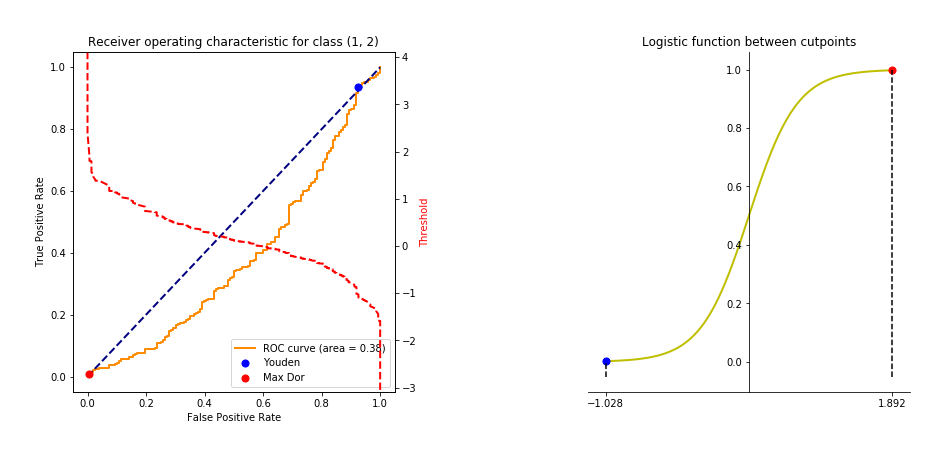 Receiver operating characteristic for class (1, 2)
1.0
0.8
0.6
0.4
0.2
0.0
True Positive Rate
0.0 0.2 0.4 0.6 0.8 1.0
False Positive Rate
4
3
2
1
0
−1
−2
−3
Threshold
ROC curve (area = 0.38)
Youden
Max Dor
Logistic function between cutpoints
1.0
0.8
0.6
0.4
0.2
0.0
−1.028 1.892